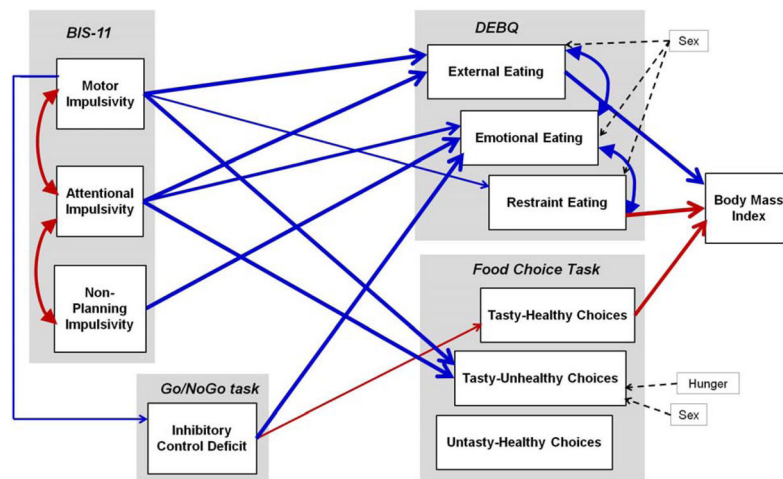 BIS-11
Motor
Impulsivity
Attentional
Impulsivity
Non-
Planning
Impulsivity
Go/NoGo task
Inhibitory
Control Deficit
DEBQ
External Eating
Emotional Eating
Restraint Eating
Sex
Food Choice Task
Tasty-Healthy Choices
Tasty-Unhealthy Choices
Untasty-Healthy Choices
Hunger
Sex
Body Mass
Index